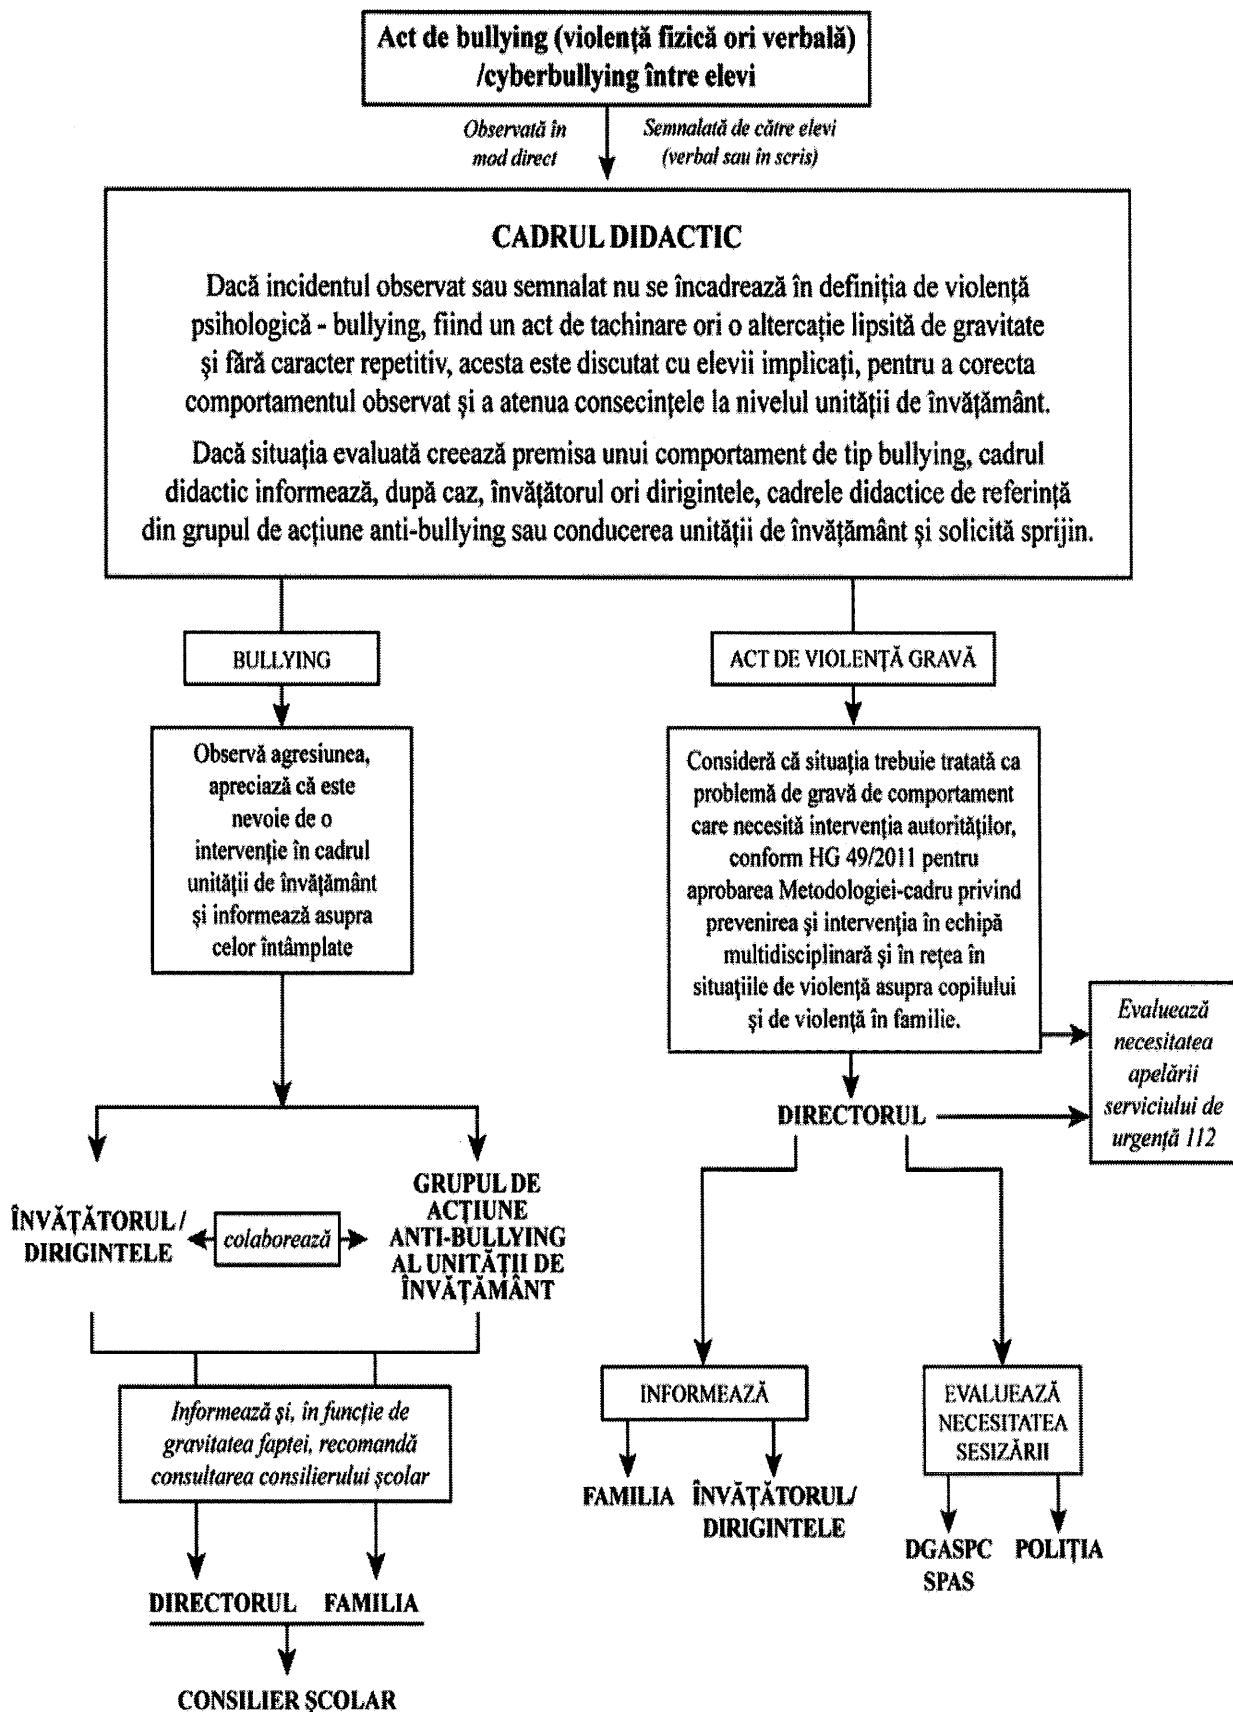 Act de bullying (violență fizică ori verbală)
/cyberbullying între elevi
Observată în
mod direct
Semnalată de către elevi
(verbal sau în scris)
CADRUL DIDACTIC
Dacă incidentul observat sau semnalat nu se încadrează în definiția de violență
psihologică - bullying, fiind un act de tachinare ori o altercație lipsită de gravitate
și fără caracter repetitiv, acesta este discutat cu elevii implicați, pentru a corecta
comportamentul observat și a atenua consecințele la nivelul unității de învățământ.
Dacă situația evaluată creează premisa unui comportament de tip bullying, cadrul
didactic informează, după caz, învățătorul ori dirigintele, cadrele didactice de referință
din grupul de acțiune anti-bullying sau conducerea unității de învățământ și solicită sprijin.
BULLYING
Observă agresiunea,
apreciază că este
nevoie de o
intervenție în cadrul
unității de învățământ
și informează asupra
celor întâmplate
ÎNVĂȚĂTORUL/
DIRIGINTELE
colaborează
GRUPUL DE
ACȚIUNE
ANTI-BULLYING
AL UNITĂȚII DE
ÎNVĂȚĂMÂNT
Informează și, în funcție de
gravitatea faptei, recomandă
consultarea consilierului școlar
DIRECTORUL
FAMILIA
CONSILIER ȘCOLAR
ACT DE VIOLENȚĂ GRAVĂ
Consideră că situația trebuie tratată ca
problemă de gravă de comportament
care necesită intervenția autorităților,
conform HG 49/2011 pentru
aprobarea Metodologiei-cadru privind
prevenirea și intervenția în echipă
multidisciplinară și în rețea în
situațiile de violență asupra copilului
și de violență în familie.
Evaluează
necesitatea
apelării
serviciului de
urgență 112
DIRECTORUL
INFORMEAZĂ
FAMILIA
ÎNVĂȚĂTORUL/
DIRIGINTELE
EVALUEAZĂ
NECESITATEA
SESIZĂRII
DGASPC
SPAS
POLIȚIA